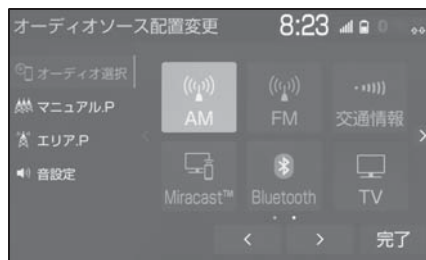 オーディオソース配置変更 8:23
オーディオ選択
マニュアル.P
エリア.P
音設定
AM FM 交通情報
Miracast™ Bluetooth TV
< > 完了